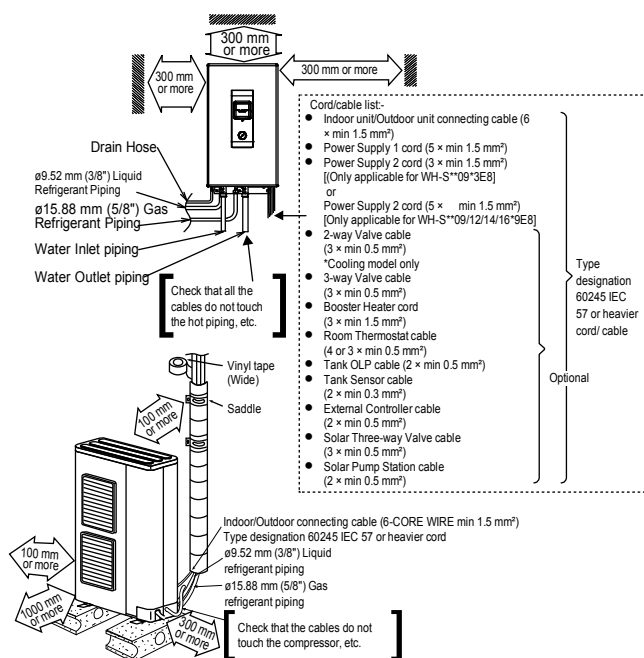 300 mm
or more
300 mm
or more
300 mm
or more
Drain Hose
ø9.52 mm (3/8") Liquid
Refrigerant Piping
ø15.88 mm (5/8") Gas
Refrigerant Piping
Water Inlet piping
Water Outlet piping
Check that all the
cables do not touch
the hot piping, etc.
Cord/cable list:-
● Indoor unit/Outdoor unit connecting cable (6
× min 1.5 mm²)
● Power Supply 1 cord (5 × min 1.5 mm²)
● Power Supply 2 cord (3 × min 1.5 mm²)
[(Only applicable for WH-S**09*3E8]
or
Power Supply 2 cord (5 × min 1.5 mm²)
[Only applicable for WH-S**09/12/14/16*9E8]
● 2-way Valve cable
(3 × min 0.5 mm²)
*Cooling model only
● 3-way Valve cable
(3 × min 0.5 mm²)
● Booster Heater cord
(3 × min 1.5 mm²)
● Room Thermostat cable
(4 or 3 × min 0.5 mm²)
● Tank OLP cable (2 × min 0.5 mm²)
● Tank Sensor cable
(2 × min 0.3 mm²)
● External Controller cable
(2 × min 0.5 mm²)
● Solar Three-way Valve cable
(3 × min 0.5 mm²)
● Solar Pump Station cable
(2 × min 0.5 mm²)
Optional
Type
designation
60245 IEC
57 or heavier
cord/ cable
Vinyl tape
(Wide)
Saddle
100 mm
or more
Indoor/Outdoor connecting cable (6-CORE WIRE min 1.5 mm²)
Type designation 60245 IEC 57 or heavier cord
ø9.52 mm (3/8") Liquid
refrigerant piping
ø15.88 mm (5/8") Gas
refrigerant piping
100 mm
or more
1000 mm
or more
300 mm
or more
Check that the cables do not
touch the compressor, etc.